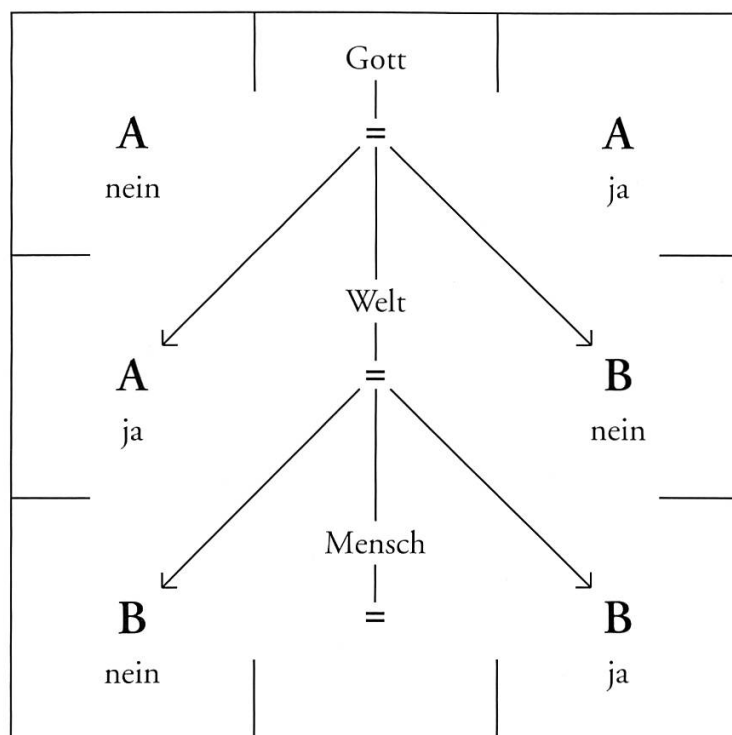 Gott
A = A
nein ja
Welt
A = B
ja nein
Mensch
B = B
nein ja